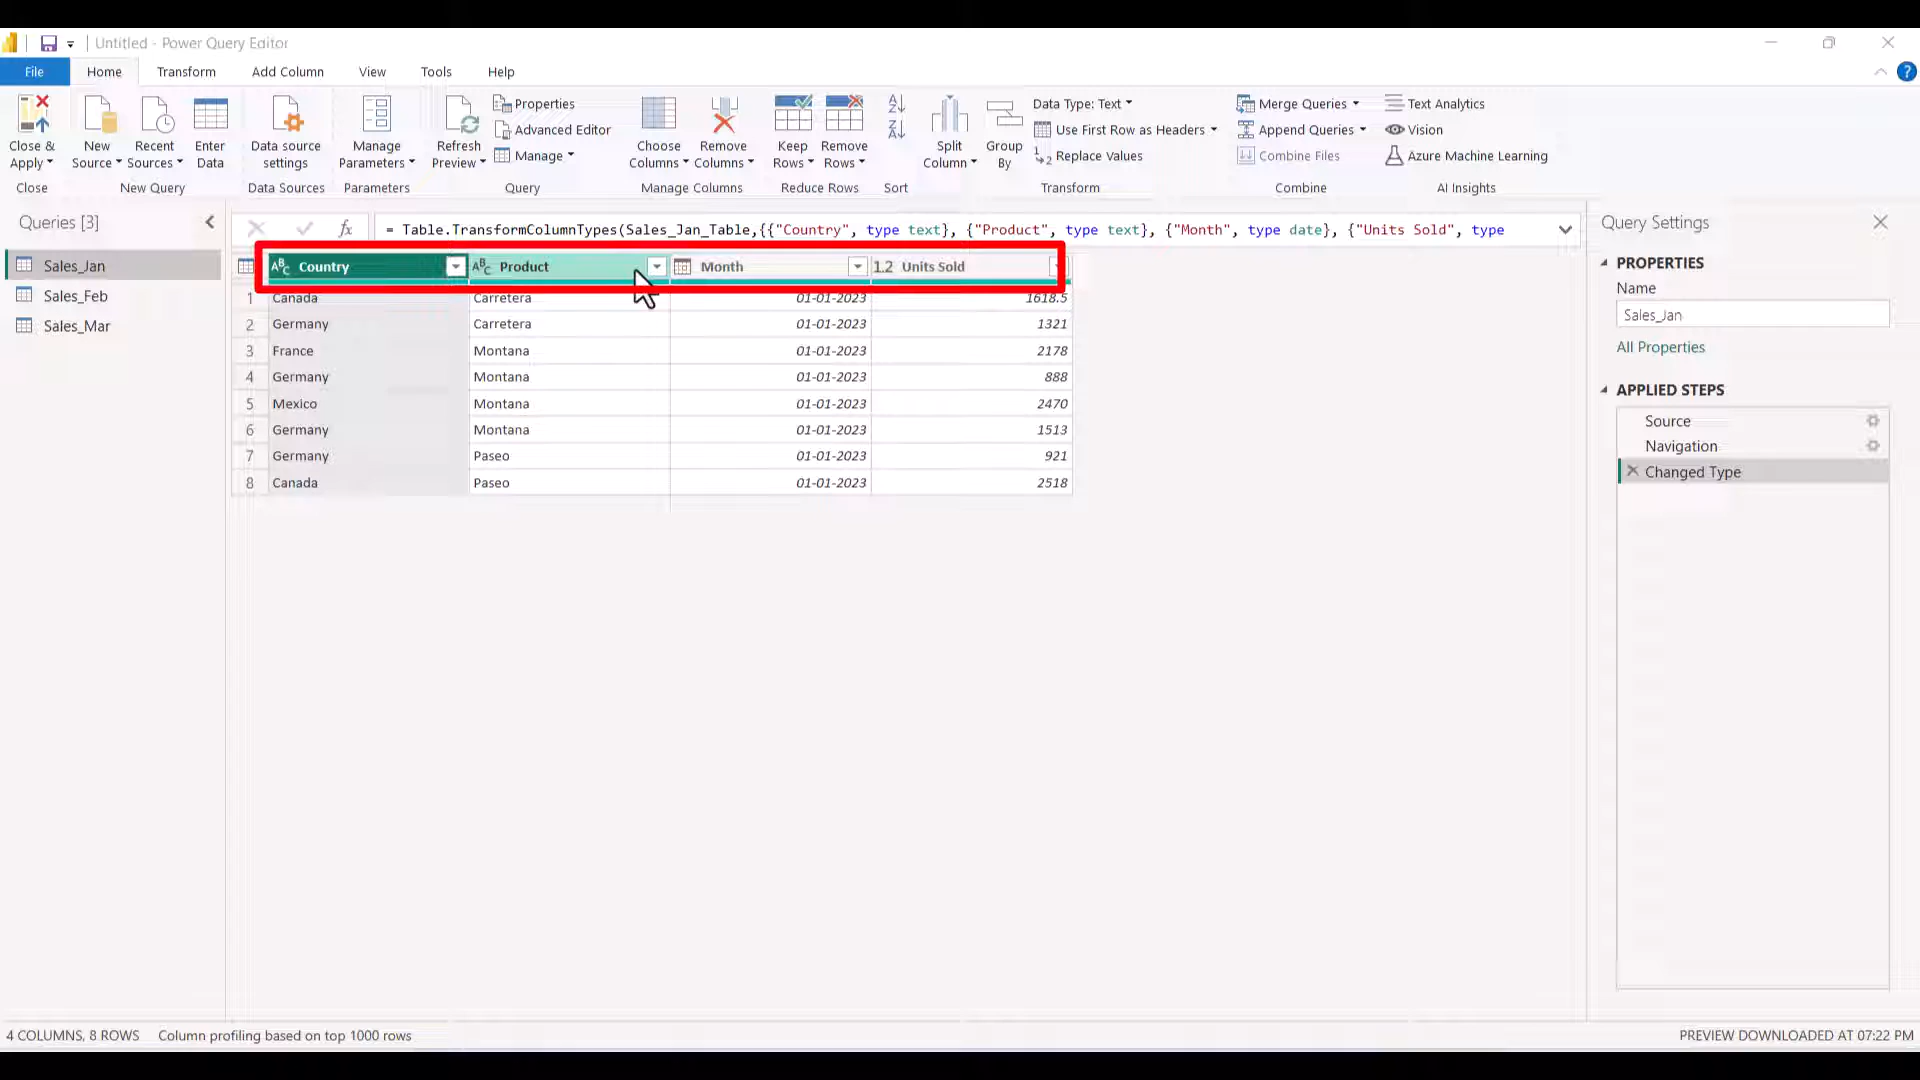 Untitled - Power Query Editor
File Home Transform Add Column View Tools Help
Close & Apply
New Source
Recent Sources
Enter Data
Data source settings
Manage Parameters
Refresh Preview
Properties
Advanced Editor
Manage
Choose Columns
Remove Columns
Keep Rows
Remove Rows
Split Column
Group By
Data Type: Text
Use First Row as Headers
Replace Values
Merge Queries
Append Queries
Combine Files
Text Analytics
Vision
Azure Machine Learning
Close New Query Data Sources Parameters Query Manage Columns Reduce Rows Sort Transform Combine AI Insights
Queries [3]
Sales_Jan
Sales_Feb
Sales_Mar
fx = Table.TransformColumnTypes(Sales_Jan_Table,{{"Country", type text}, {"Product", type text}, {"Month", type date}, {"Units Sold", type
ABC Country ABC Product Month 1.2 Units Sold
1 Canada Carretera 01-01-2023 1618.5
2 Germany Carretera 01-01-2023 1321
3 France Montana 01-01-2023 2178
4 Germany Montana 01-01-2023 888
5 Mexico Montana 01-01-2023 2470
6 Germany Montana 01-01-2023 1513
7 Germany Paseo 01-01-2023 921
8 Canada Paseo 01-01-2023 2518
Query Settings
PROPERTIES
Name
Sales_Jan
All Properties
APPLIED STEPS
Source
Navigation
Changed Type
4 COLUMNS, 8 ROWS Column profiling based on top 1000 rows
PREVIEW DOWNLOADED AT 07:22 PM